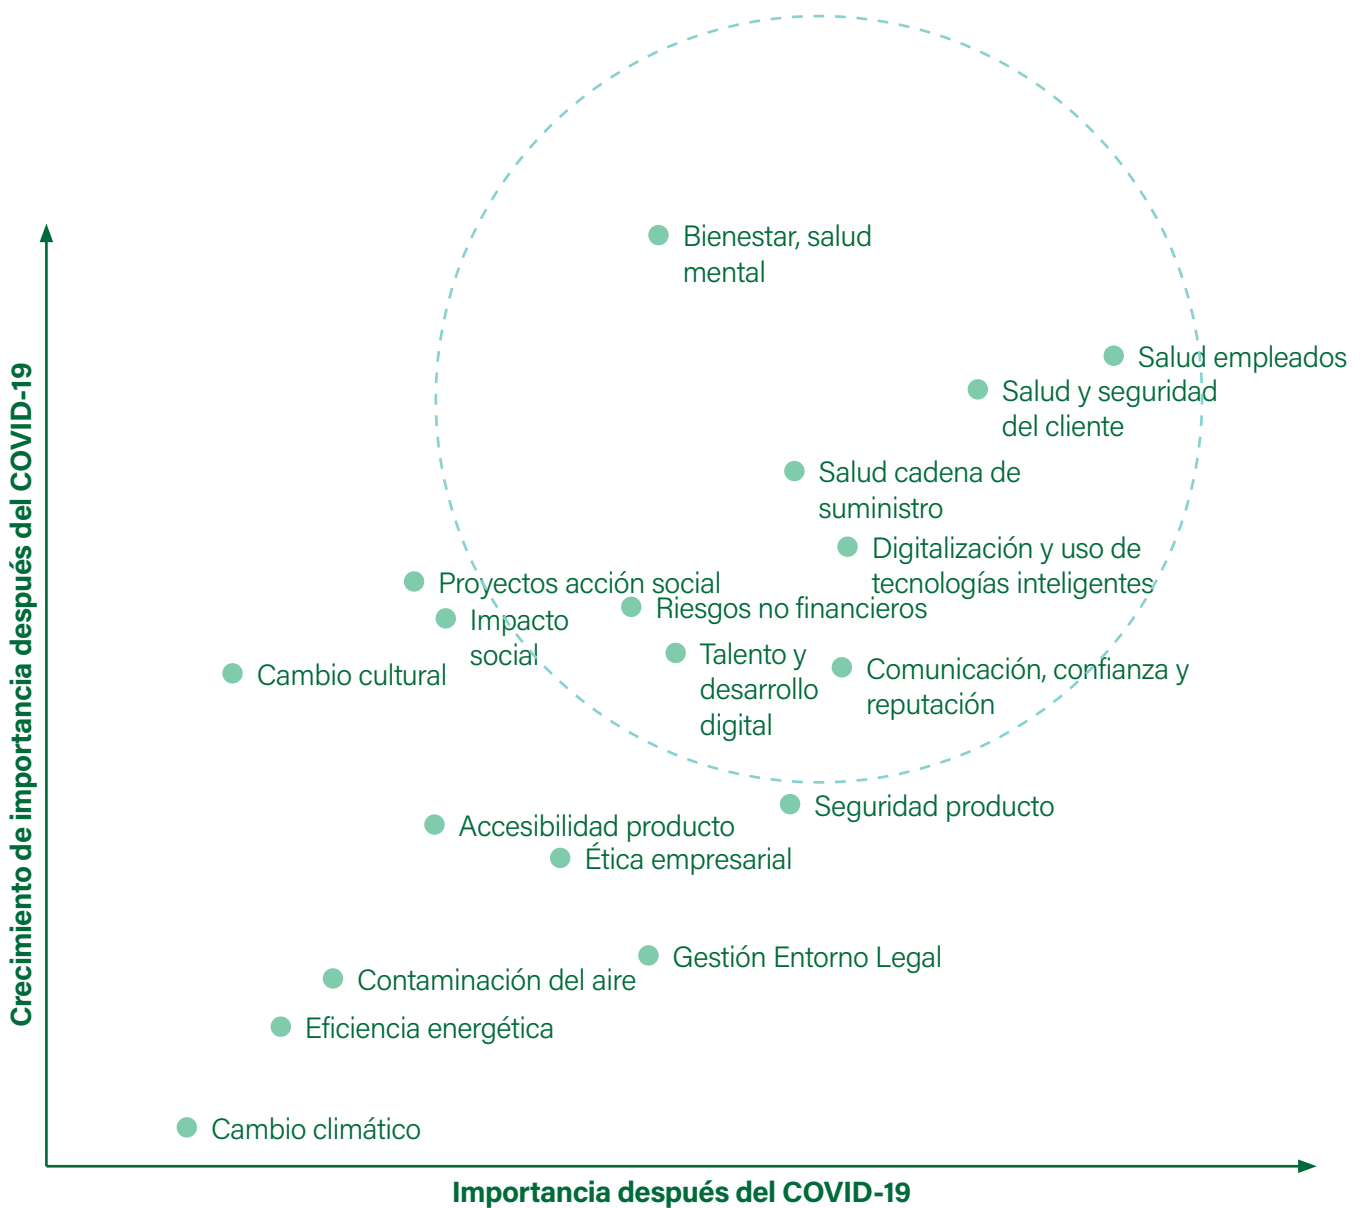 Crecimiento de importancia después del COVID-19
Bienestar, salud
mental
Salud empleados
Salud y seguridad
del cliente
Salud cadena de
suministro
Digitalización y uso de
tecnologías inteligentes
Proyectos acción social
Riesgos no financieros
Impacto
social
Talento y
desarrollo
digital
Comunicación, confianza y
reputación
Cambio cultural
Seguridad producto
Accesibilidad producto
Ética empresarial
Gestión Entorno Legal
Contaminación del aire
Eficiencia energética
Cambio climático
Importancia después del COVID-19